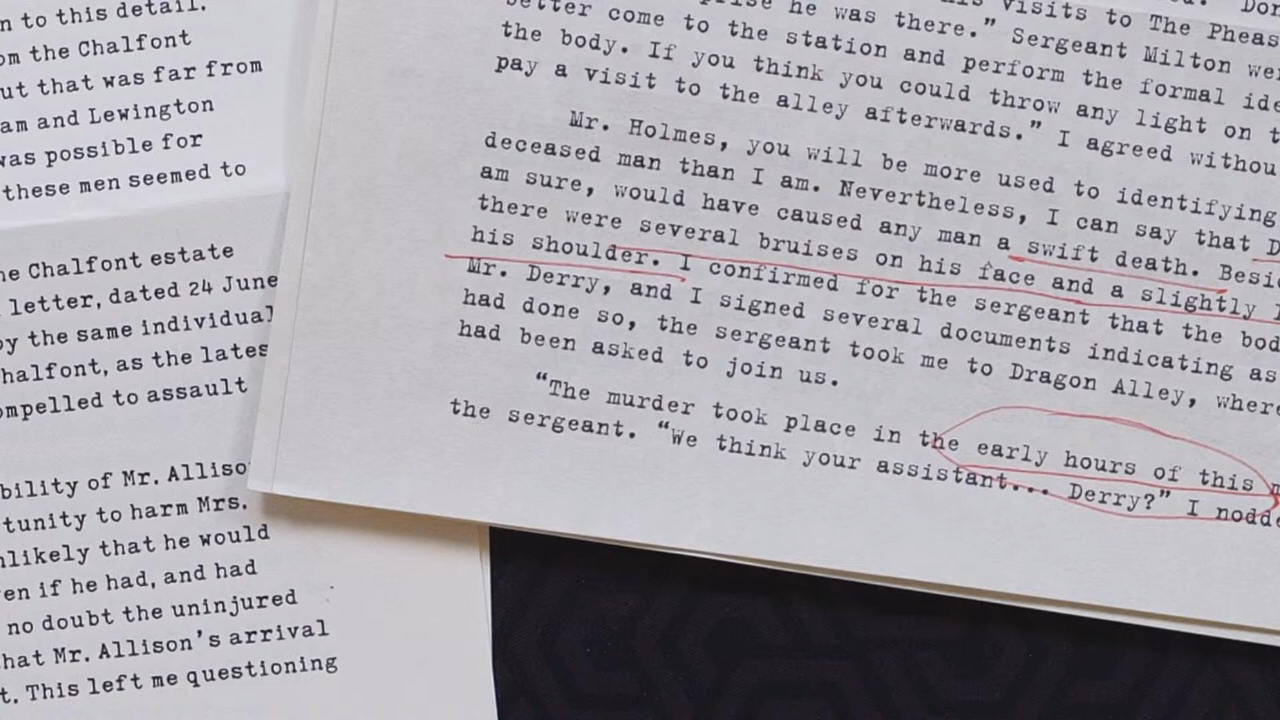 n to this detail.
om the Chalfont
ut that was far from
am and Lewington
was possible for
these men seemed to
he Chalfont estate
letter, dated 24 June
by the same individual
halfont, as the lates
ompelled to assault
bility of Mr. Alliso
tunity to harm Mrs.
nlikely that he would
en if he had, and had
no doubt the uninjured
hat Mr. Allison's arrival
t. This left me questioning
visits to The Pheas
he was there.” Sergeant Milton wer
better come to the station and perform the formal ide
the body. If you think you could throw any light on t
pay a visit to the alley afterwards.” I agreed withou
Mr. Holmes, you will be more used to identifying
deceased man than I am. Nevertheless, I can say that D
am sure, would have caused any man a swift death. Besi
there were several bruises on his face and a slightly
his shoulder. I confirmed for the sergeant that the bod
Mr. Derry, and I signed several documents indicating as
had done so, the sergeant took me to Dragon Alley, where
had been asked to join us.
“The murder took place in the early hours of this m
the sergeant. “We think your assistant... Derry?” I nodd